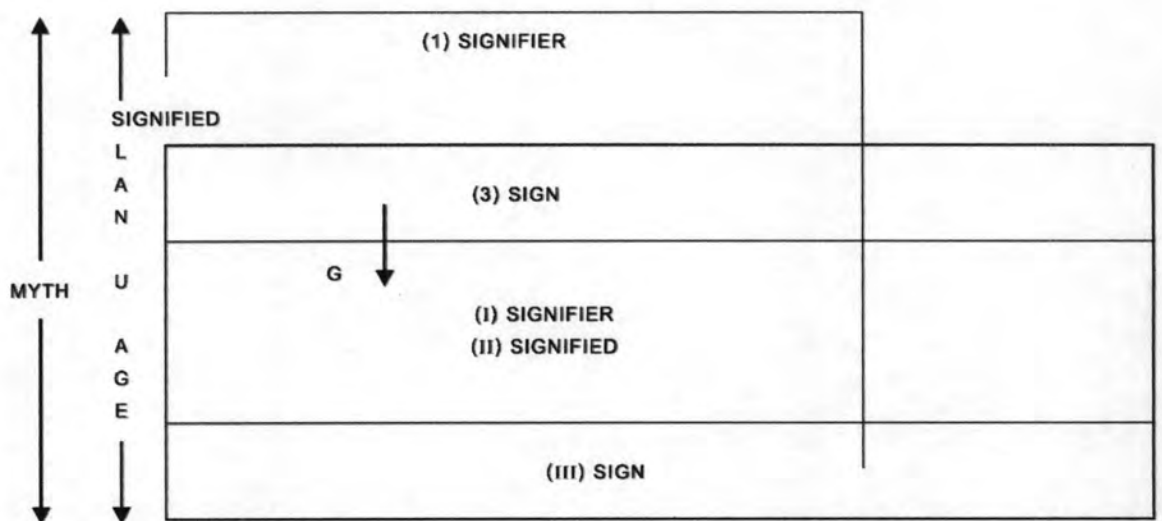 (1) SIGNIFIER
SIGNIFIED
L
A
N
(3) SIGN
G
U
MYTH
(I) SIGNIFIER
(II) SIGNIFIED
A
G
E
(III) SIGN